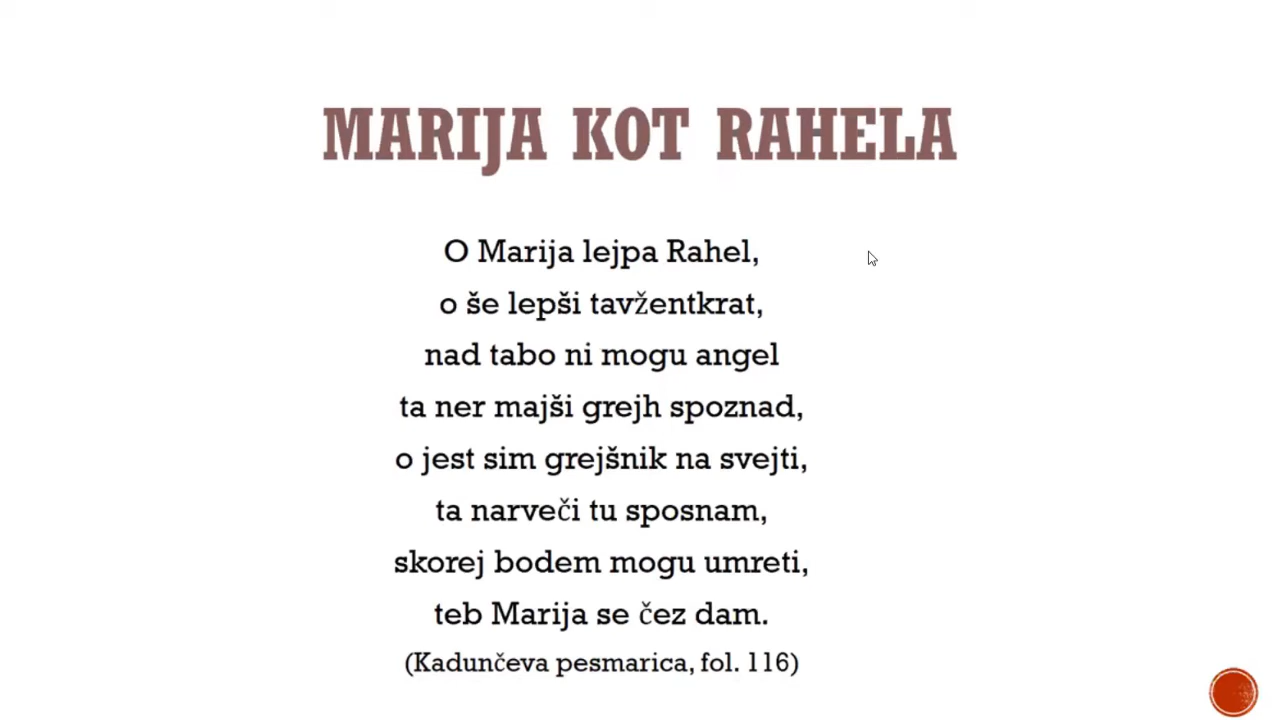 MARIJA KOT RAHELA
O Marija lejpa Rahel,
o še lepši tavžentkrat,
nad tabo ni mogu angel
ta ner majši grejh spoznad,
o jest sim grejšnik na svejti,
ta narveči tu sposnam,
skorej bodem mogu umreti,
teb Marija se čez dam.
(Kadunčeva pesmarica, fol. 116)